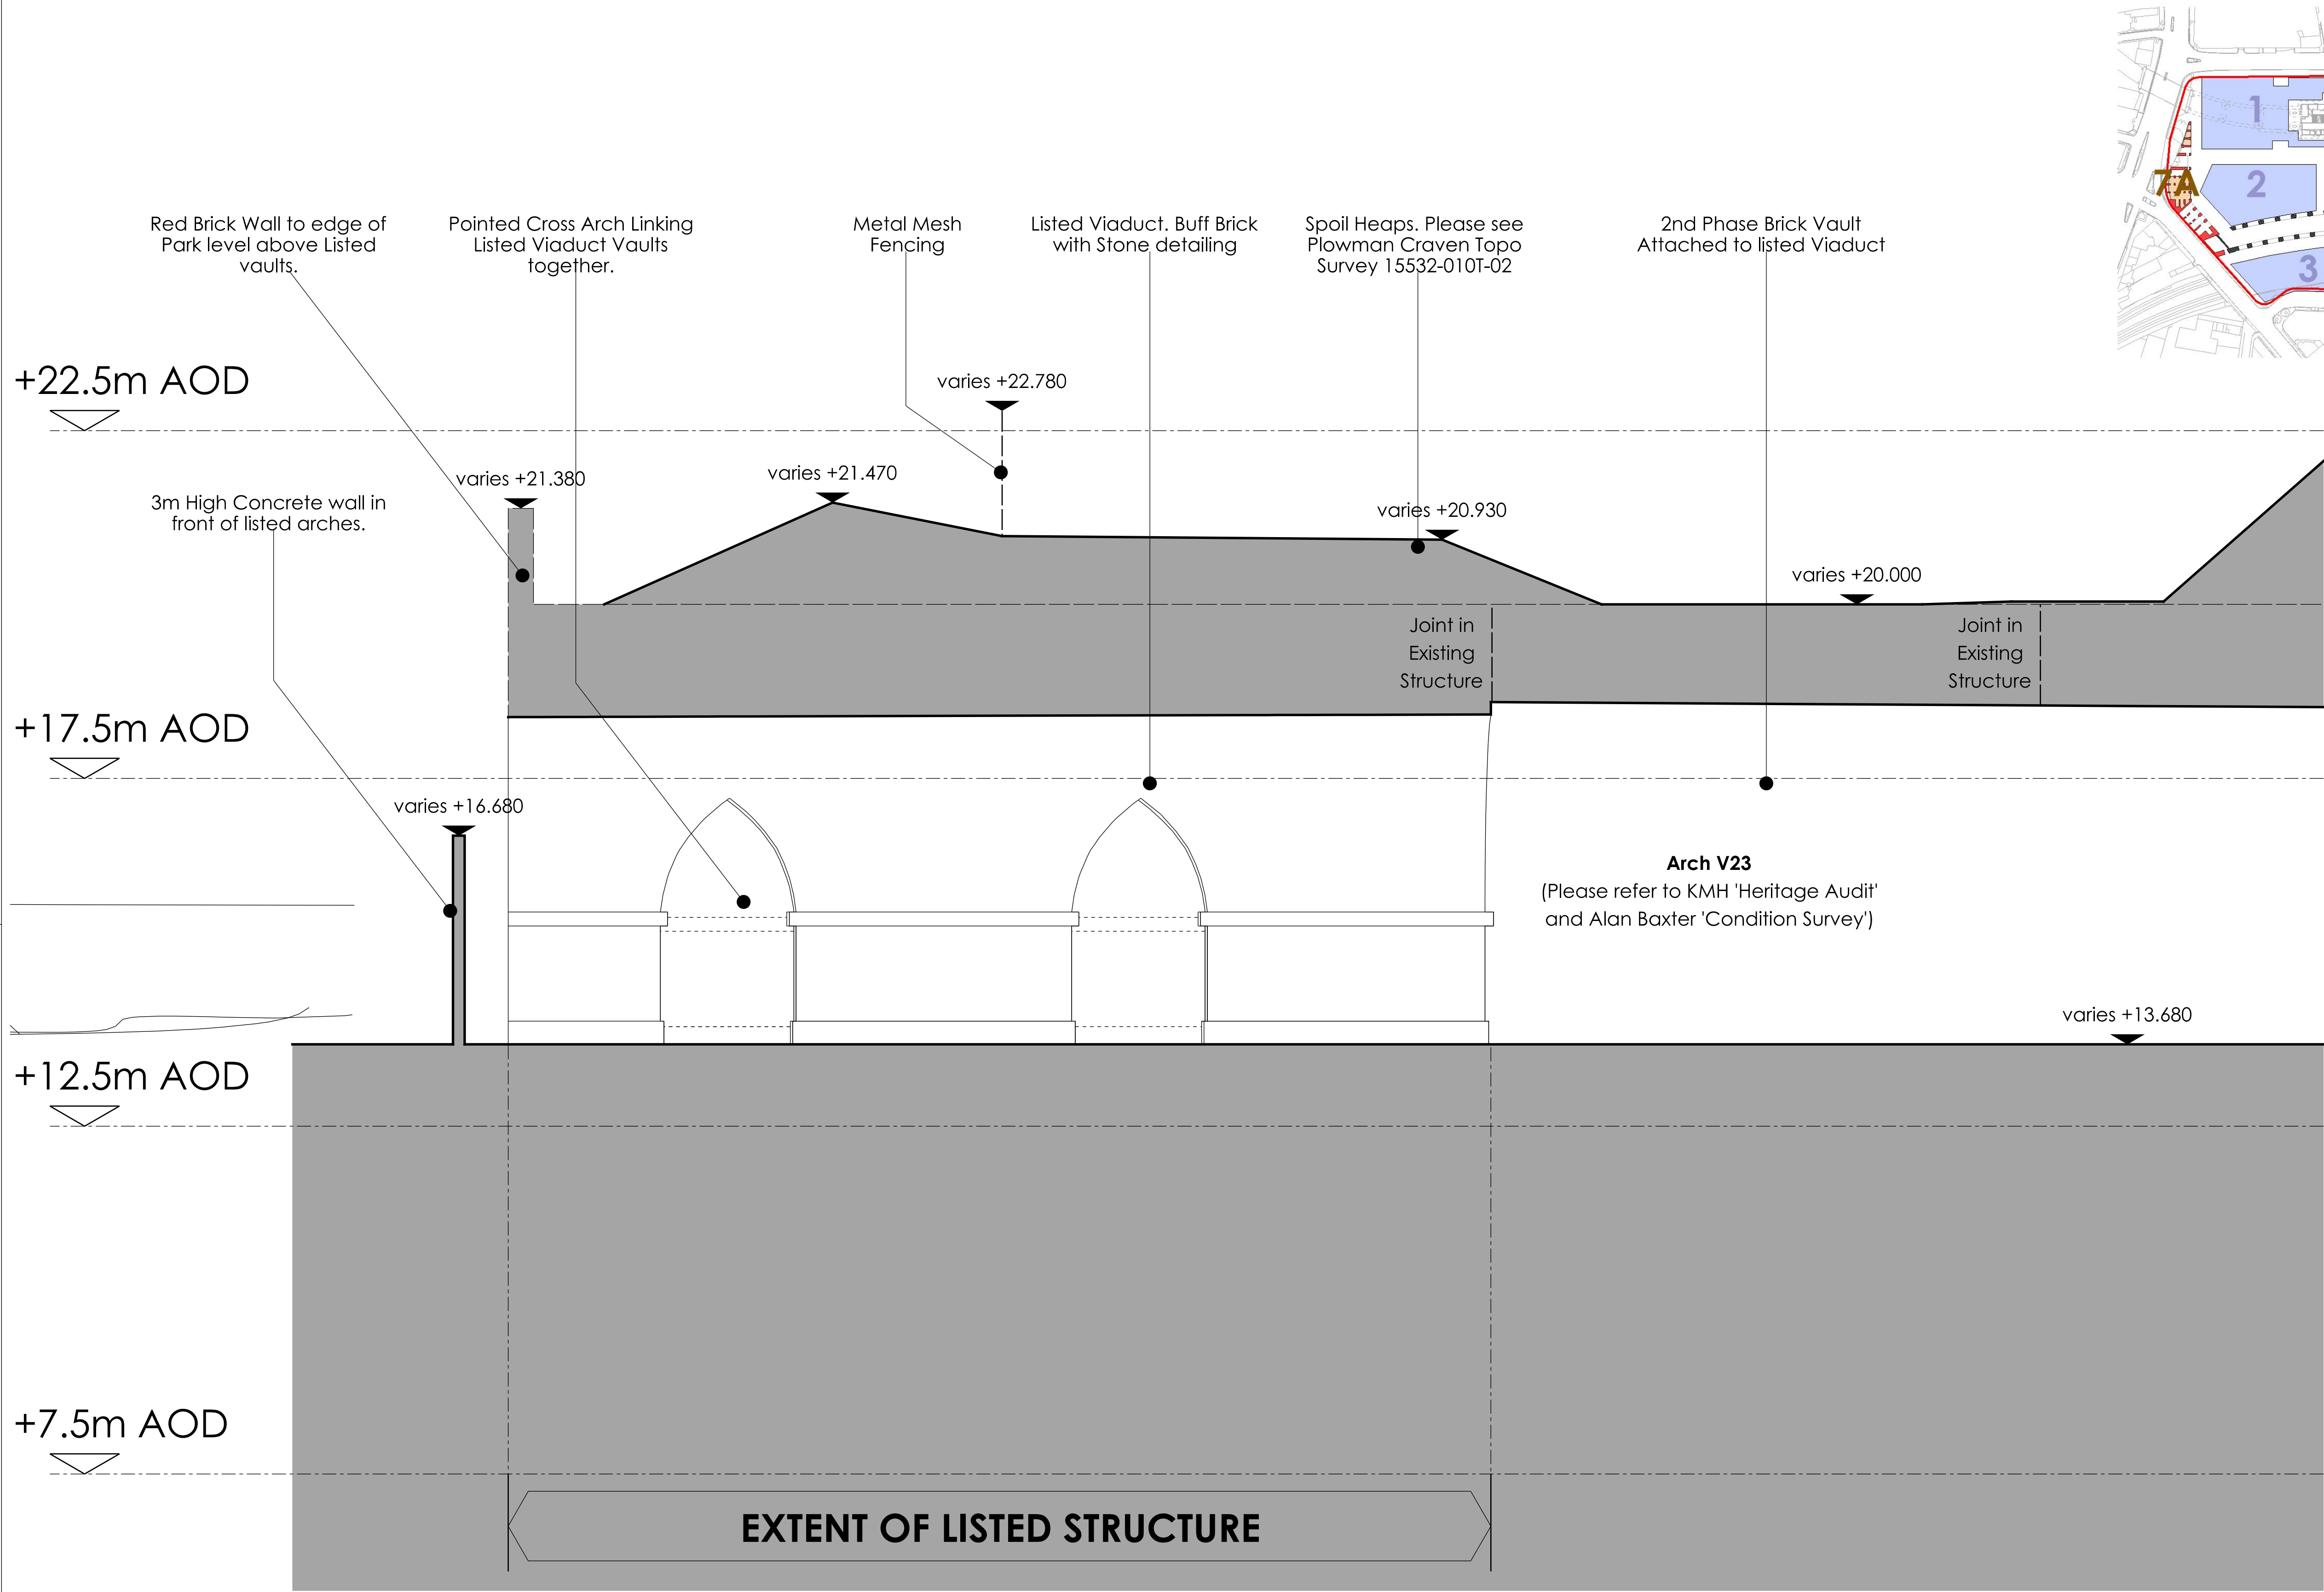 1
2
7A
3
Red Brick Wall to edge of
Park level above Listed
vaults.
Pointed Cross Arch Linking
Listed Viaduct Vaults
together.
Metal Mesh
Fencing
Listed Viaduct. Buff Brick
with Stone detailing
Spoil Heaps. Please see
Plowman Craven Topo
Survey 15532-010T-02
2nd Phase Brick Vault
Attached to listed Viaduct
+22.5m AOD
varies +22.780
varies +21.380
varies +21.470
3m High Concrete wall in
front of listed arches.
varies +20.930
varies +20.000
Joint in
Existing
Structure
Joint in
Existing
Structure
+17.5m AOD
varies +16.680
Arch V23
(Please refer to KMH 'Heritage Audit'
and Alan Baxter 'Condition Survey')
varies +13.680
+12.5m AOD
+7.5m AOD
EXTENT OF LISTED STRUCTURE